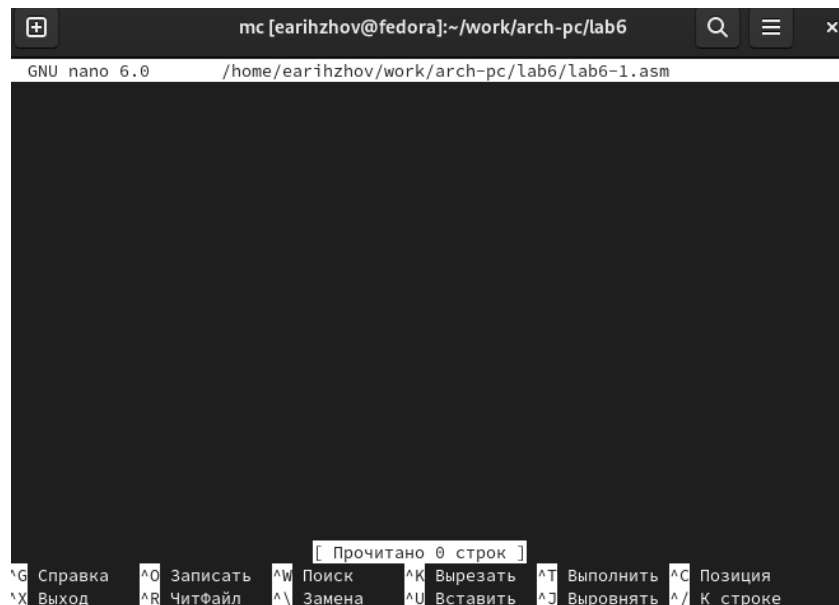 mc [earihzhov@fedora]:~/work/arch-pc/lab6
GNU nano 6.0 /home/earihzhov/work/arch-pc/lab6/lab6-1.asm
[ Прочитано 0 строк ]
^G Справка ^O Записать ^W Поиск ^K Вырезать ^T Выполнить ^C Позиция
^X Выход ^R ЧитФайл ^\ Замена ^U Вставить ^J Выровнять ^/ К строке